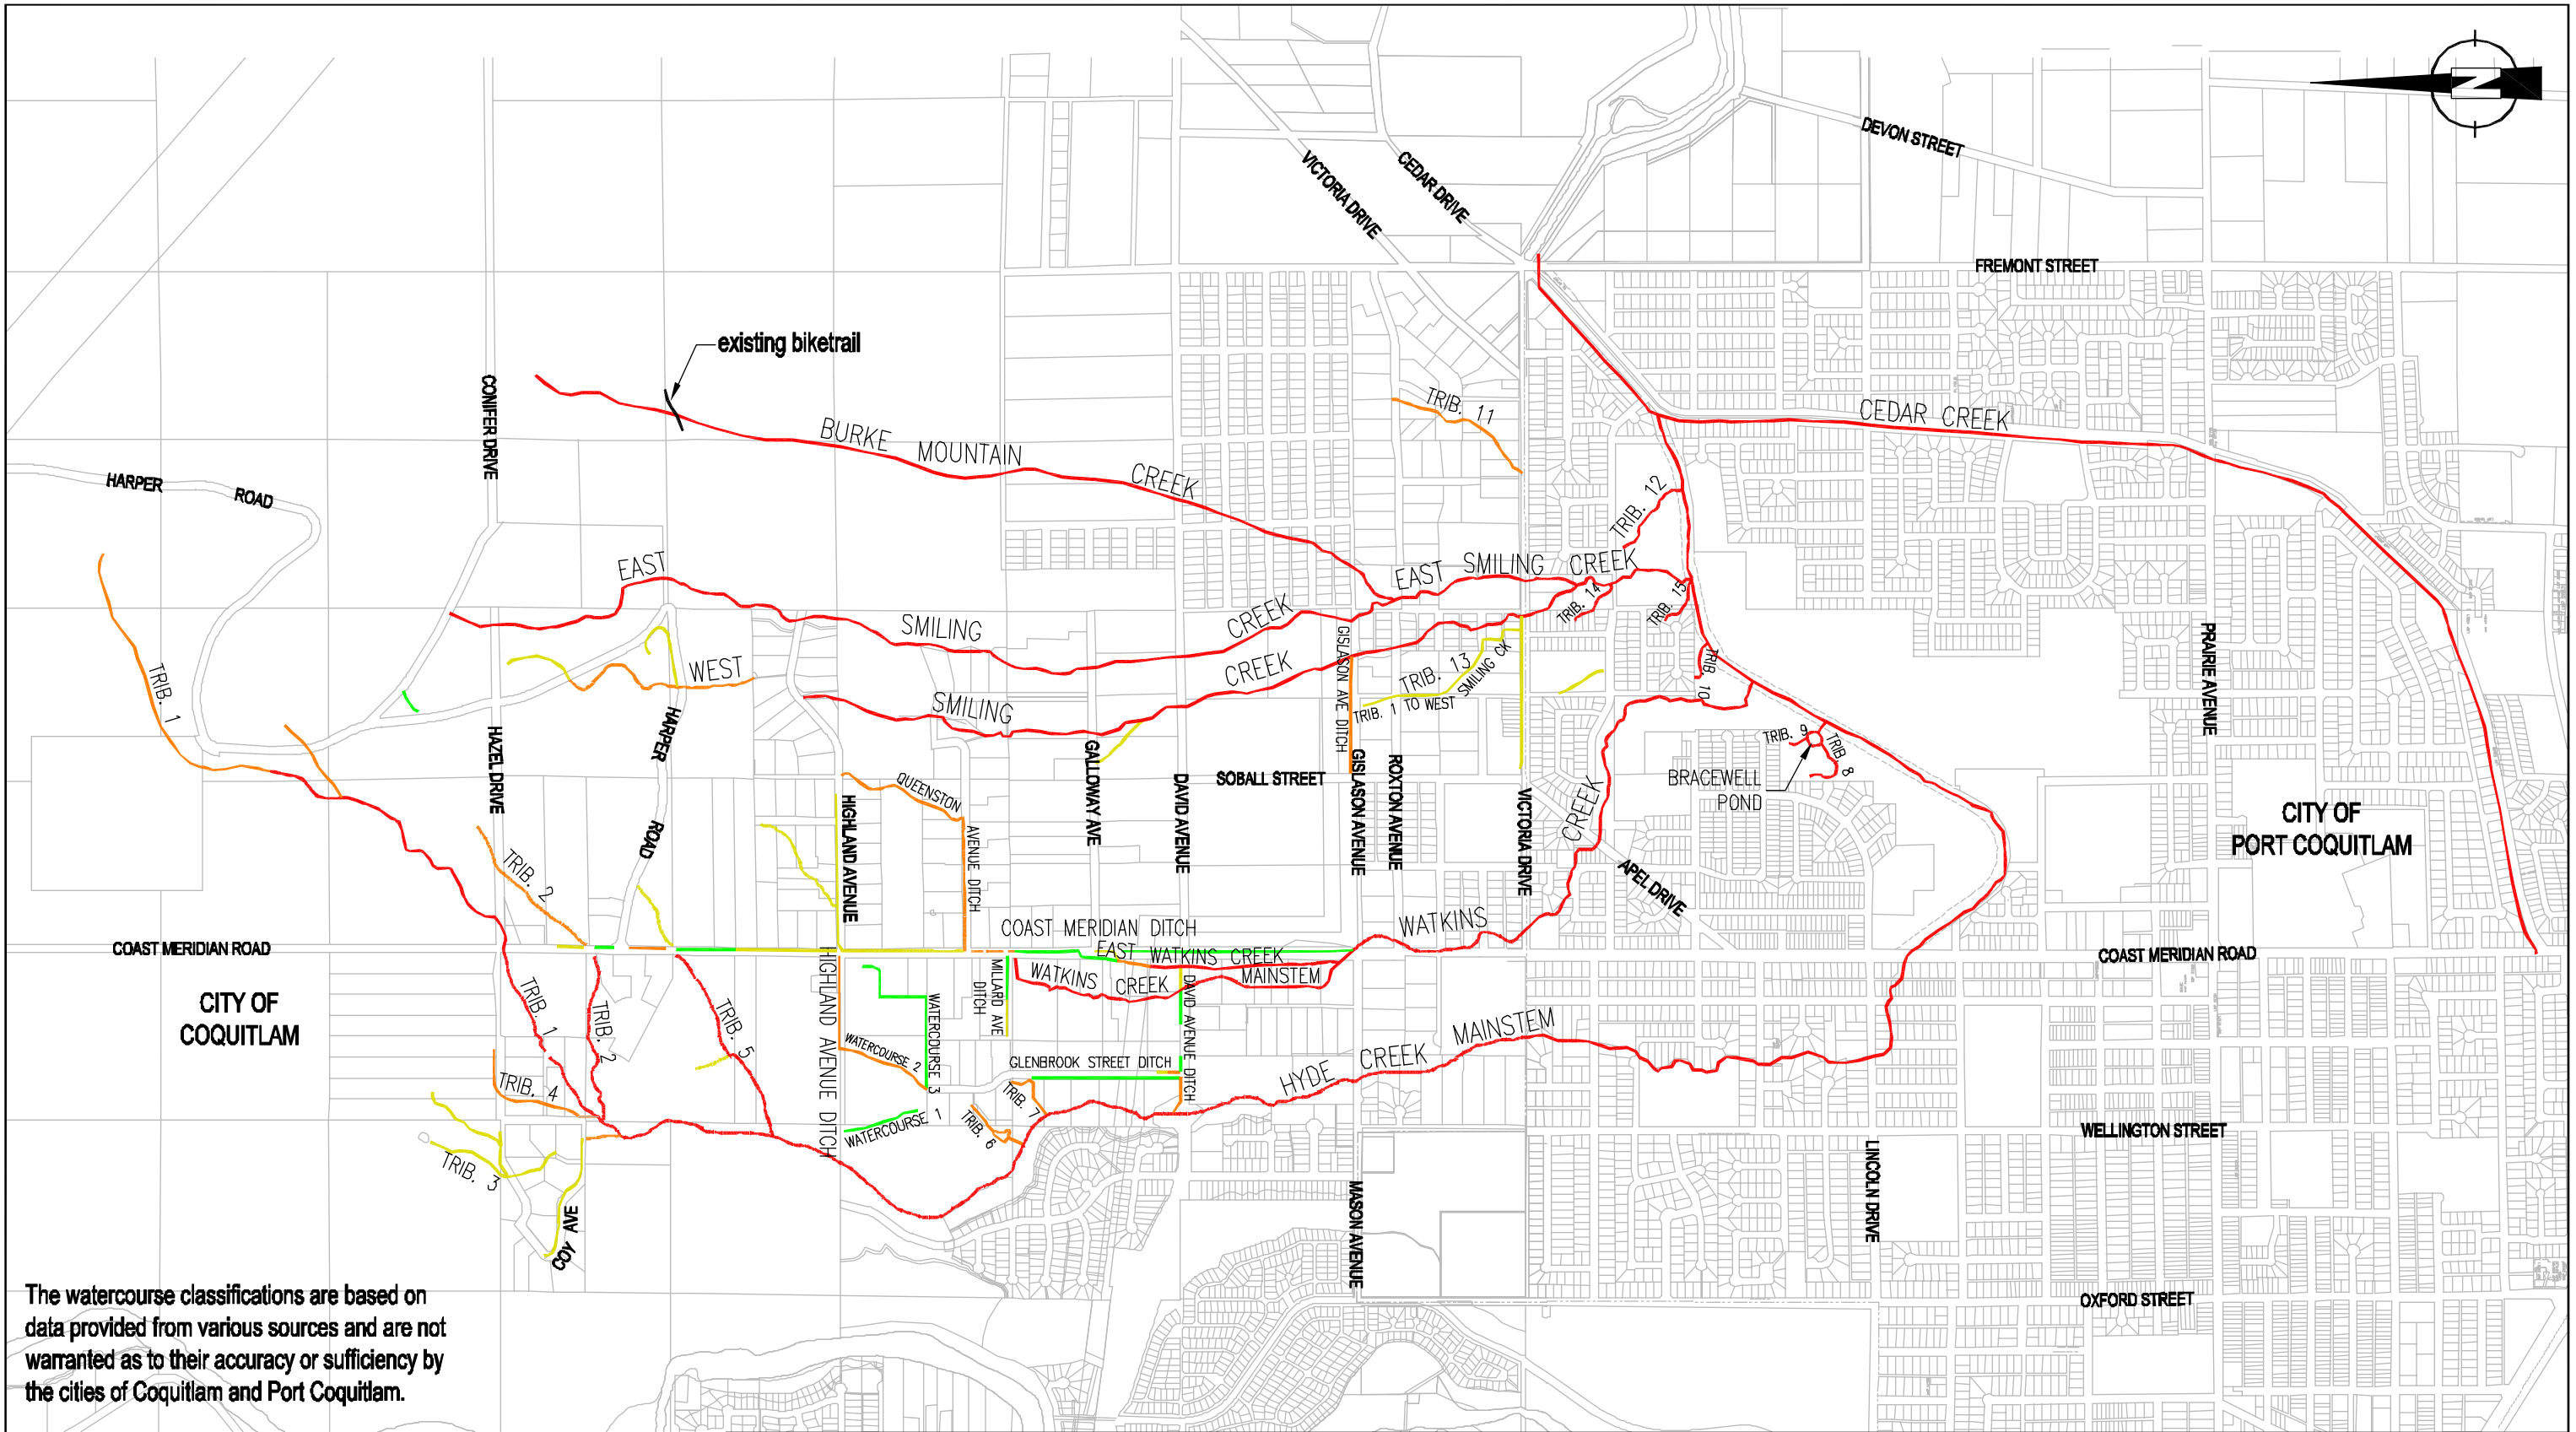 N
DEVON STREET
VICTORIA DRIVE
CEDAR DRIVE
FREMONT STREET
existing biketrail
CONIFER DRIVE
TRIB. 11
CEDAR CREEK
BURKE MOUNTAIN CREEK
HARPER ROAD
TRIB. 12
EAST SMILING CREEK
EAST SMILING CREEK
TRIB. 14
TRIB. 15
GISLASON AVE DITCH
TRIB. 13
TRIB. 1 TO WEST SMILING CK
TRIB. 10
PRAIRIE AVENUE
TRIB. 1
WEST SMILING CREEK
HARPER ROAD
HAZEL DRIVE
GALLOWAY AVE
DAVID AVENUE
SOBALL STREET
GISLASON AVENUE
ROXTON AVENUE
VICTORIA DRIVE
TRIB. 9
TRIB. 8
BRACEWELL
POND
CITY OF
PORT COQUITLAM
QUEENSTON AVENUE DITCH
HIGHLAND AVENUE
TRIB. 2
APEL DRIVE
WATKINS CREEK
COAST MERIDIAN ROAD
COAST MERIDIAN DITCH
EAST WATKINS CREEK
WATKINS CREEK MAINSTEM
COAST MERIDIAN ROAD
CITY OF
COQUITLAM
TRIB. 1
TRIB. 2
TRIB. 5
HIGHLAND AVENUE DITCH
WATERCOURSE 2
WATERCOURSE 3
MILLARD AVE
DITCH
DAVID AVENUE DITCH
GLENBROOK STREET DITCH
HYDE CREEK MAINSTEM
TRIB. 4
TRIB. 7
TRIB. 6
WATERCOURSE 1
TRIB. 3
WELLINGTON STREET
LINCOLN DRIVE
MASON AVENUE
COY AVE
OXFORD STREET
The watercourse classifications are based on
data provided from various sources and are not
warranted as to their accuracy or sufficiency by
the cities of Coquitlam and Port Coquitlam.